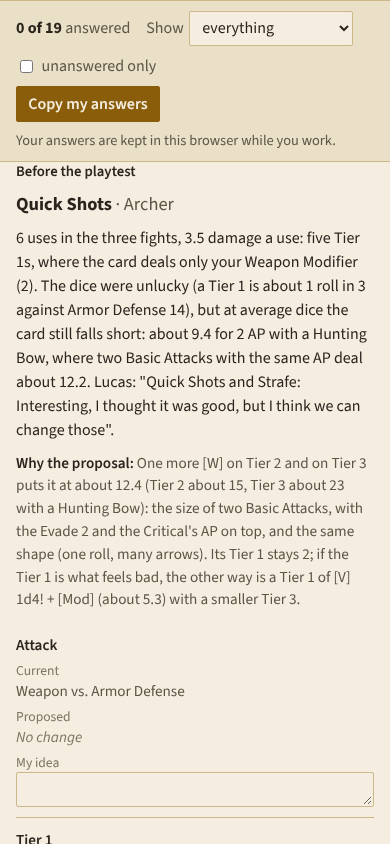 0 of 19 answered Show everything
unanswered only
Copy my answers
Your answers are kept in this browser while you work.
Before the playtest
Quick Shots · Archer
6 uses in the three fights, 3.5 damage a use: five Tier
1s, where the card deals only your Weapon Modifier
(2). The dice were unlucky (a Tier 1 is about 1 roll in 3
against Armor Defense 14), but at average dice the
card still falls short: about 9.4 for 2 AP with a Hunting
Bow, where two Basic Attacks with the same AP deal
about 12.2. Lucas: "Quick Shots and Strafe:
Interesting, I thought it was good, but I think we can
change those".
Why the proposal: One more [W] on Tier 2 and on Tier 3
puts it at about 12.4 (Tier 2 about 15, Tier 3 about 23
with a Hunting Bow): the size of two Basic Attacks, with
the Evade 2 and the Critical's AP on top, and the same
shape (one roll, many arrows). Its Tier 1 stays 2; if the
Tier 1 is what feels bad, the other way is a Tier 1 of [V]
1d4! + [Mod] (about 5.3) with a smaller Tier 3.
Attack
Current
Weapon vs. Armor Defense
Proposed
No change
My idea
Tier 1